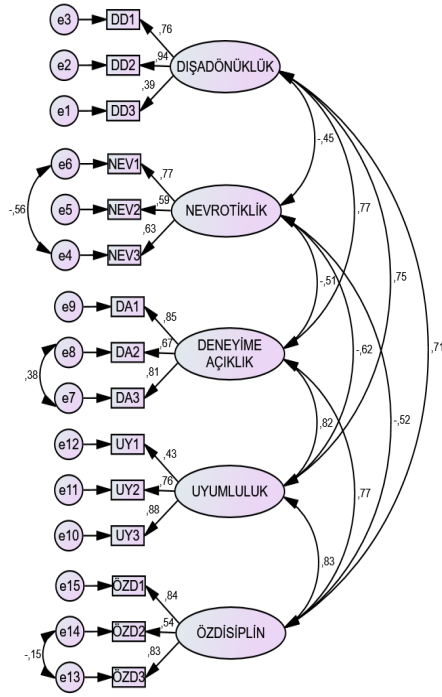 e3
DD1
,76
e2
DD2
,94
DIŞADÖNÜKLÜK
e1
DD3
,39
-,45
e6
NEV1
,77
-,56
e5
NEV2
,59
NEVROTİKLİK
,77
e4
NEV3
,63
-,51
,75
e9
DA1
,85
e8
DA2
,67
DENEYİME
AÇIKLIK
-,62
,71
,38
e7
DA3
,81
,82
-,52
e12
UY1
,43
e11
UY2
,76
UYUMLULUK
,77
e10
UY3
,88
,83
e15
ÖZD1
,84
e14
ÖZD2
,54
ÖZDİSİPLİN
-,15
e13
ÖZD3
,83